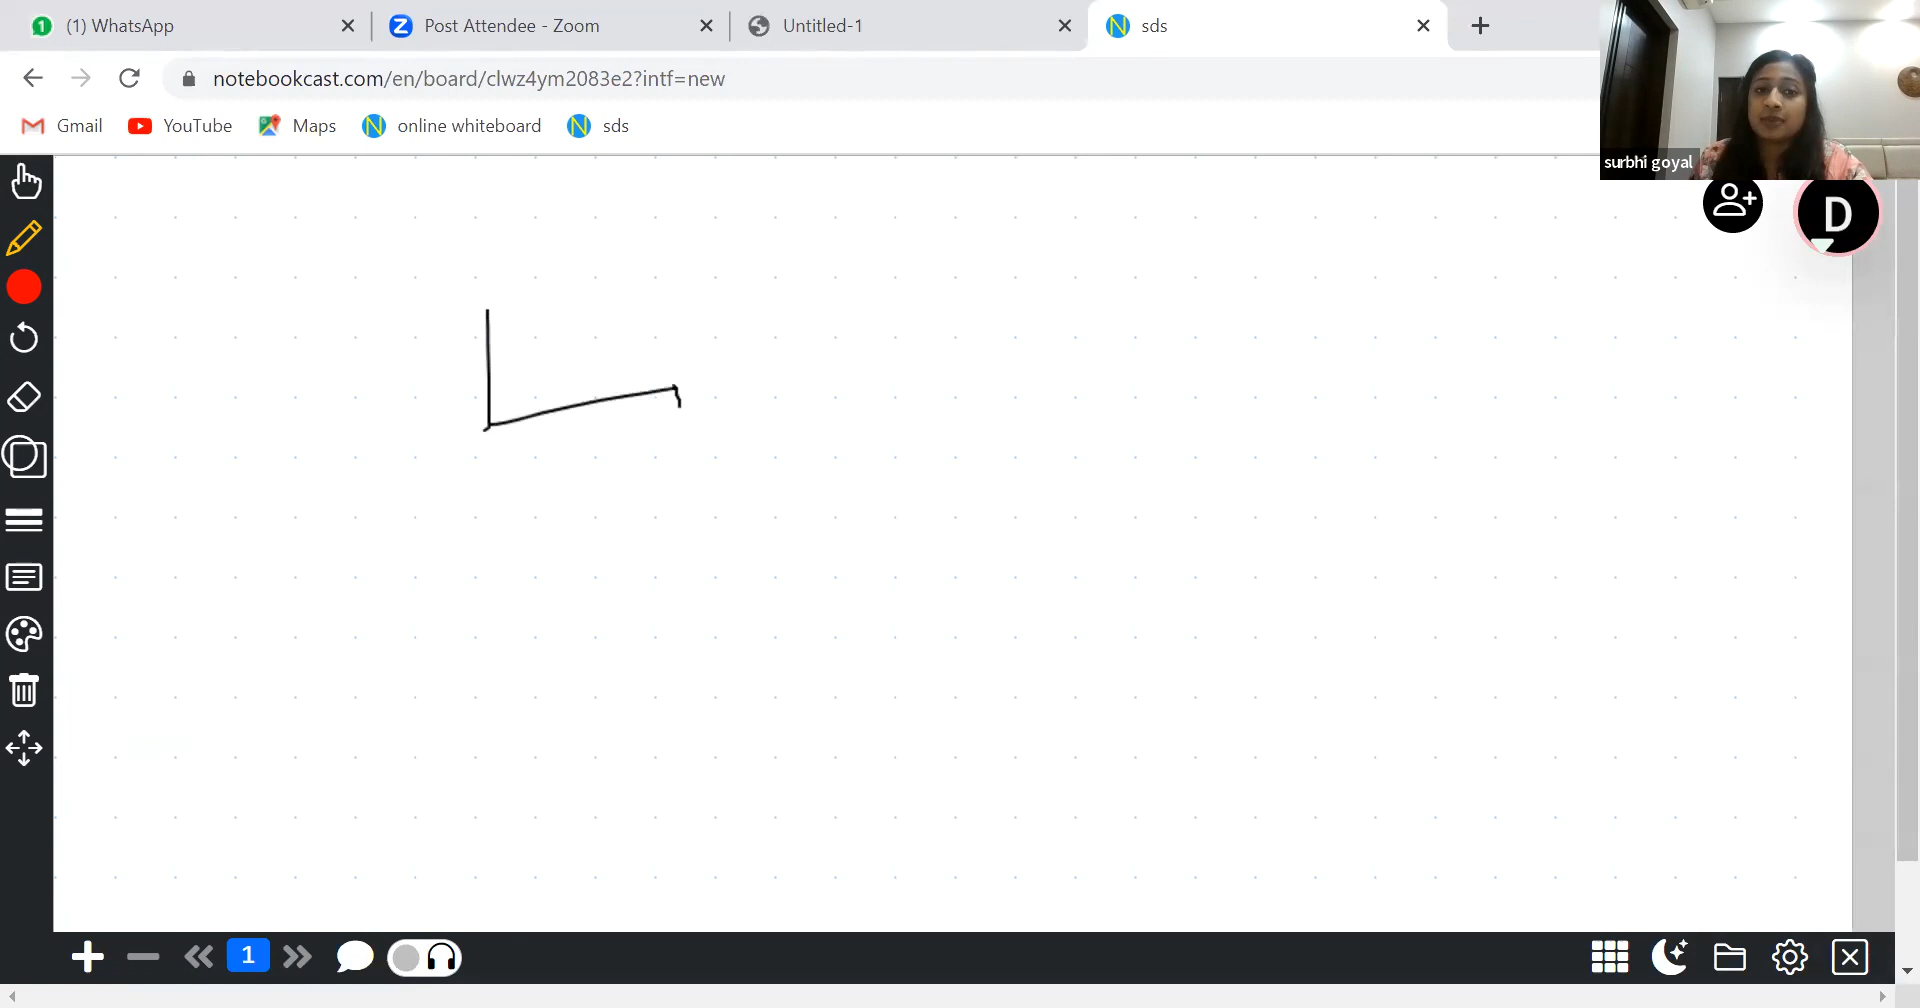 (1) WhatsApp
Post Attendee - Zoom
Untitled-1
sds
notebookcast.com/en/board/clwz4ym2083e2?intf=new
Gmail
YouTube
Maps
online whiteboard
sds
surbhi goyal
D
1